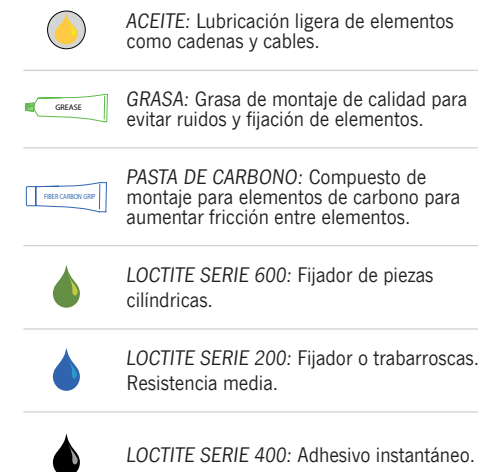 ACEITE: Lubricación ligera de elementos
como cadenas y cables.
GREASE
GRASA: Grasa de montaje de calidad para
evitar ruidos y fijación de elementos.
FIBER CARBON GRIP
PASTA DE CARBONO: Compuesto de
montaje para elementos de carbono para
aumentar fricción entre elementos.
LOCTITE SERIE 600: Fijador de piezas
cilíndricas.
LOCTITE SERIE 200: Fijador o trabarroscas.
Resistencia media.
LOCTITE SERIE 400: Adhesivo instantáneo.